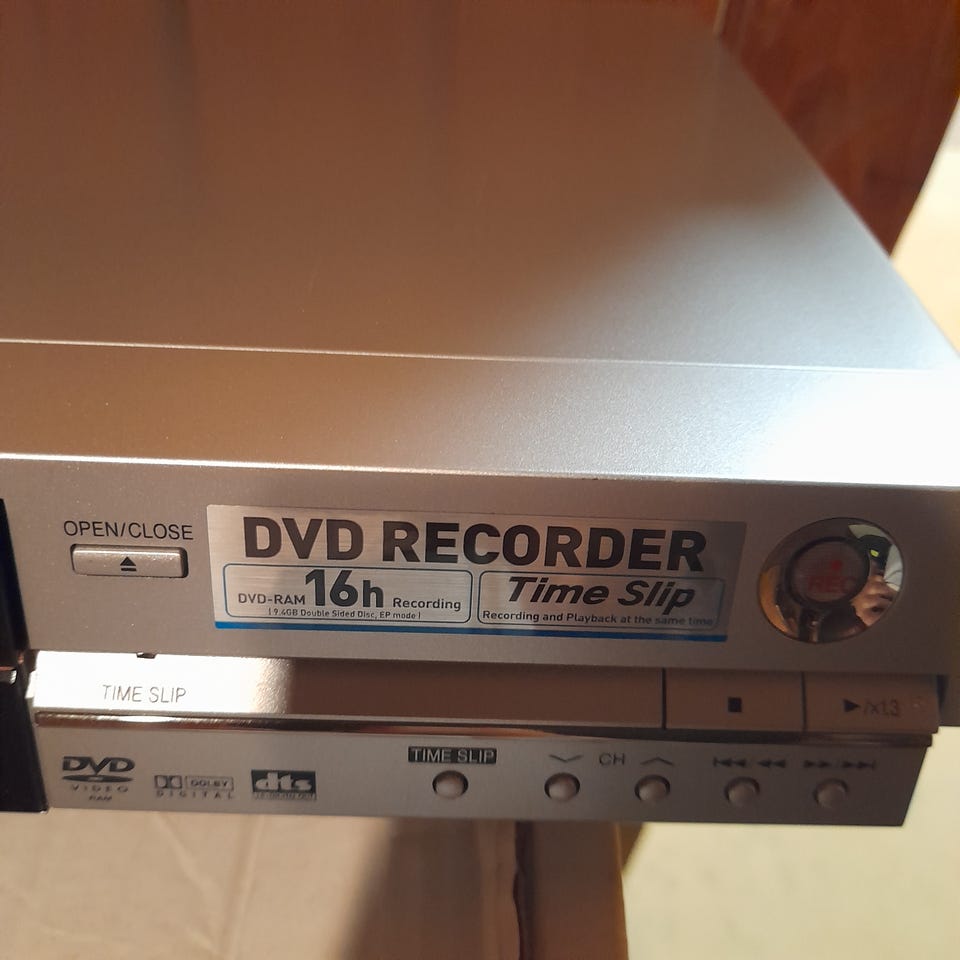 OPEN/CLOSE
DVD RECORDER
DVD-RAM 16h Recording
(9.4GB Double Sided Disc, EP mode)
Time Slip
Recording and Playback at the same time
REC
TIME SLIP
/x1.3
DVD
VIDEO
RAM
DOLBY
DIGITAL
dts
TIME SLIP
CH